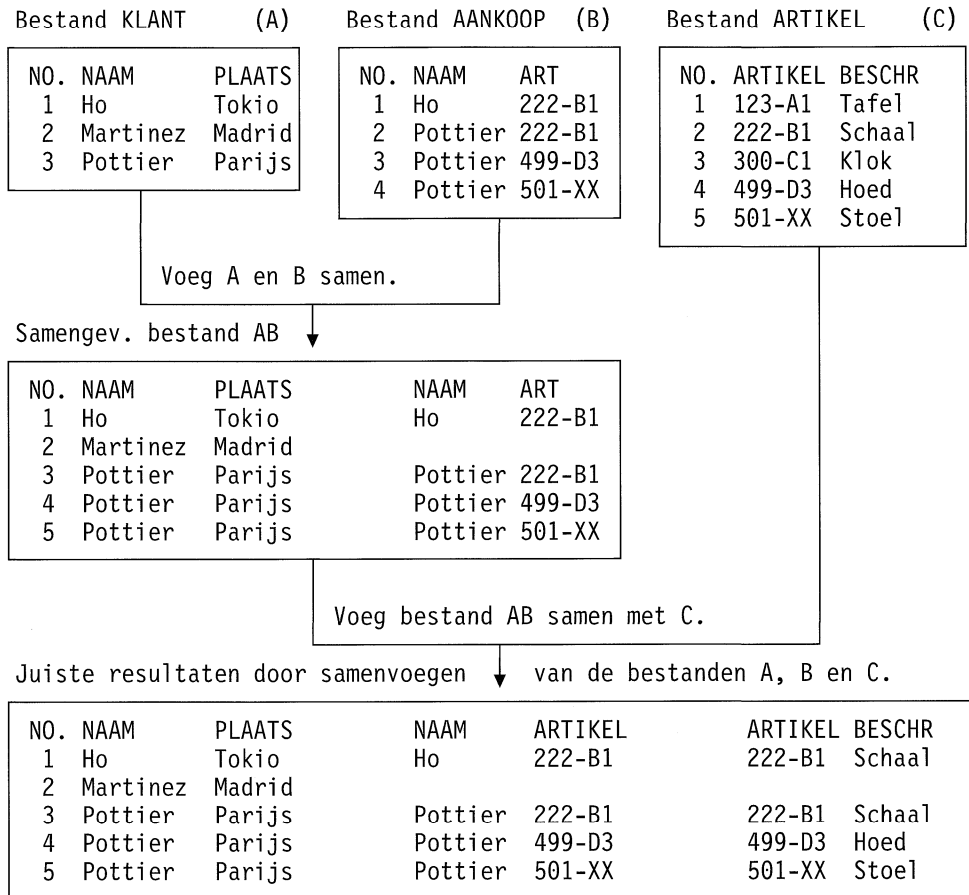 Bestand KLANT (A) Bestand AANKOOP (B) Bestand ARTIKEL (C)
NO. NAAM PLAATS
1 Ho Tokio
2 Martinez Madrid
3 Pottier Parijs
NO. NAAM ART
1 Ho 222-B1
2 Pottier 222-B1
3 Pottier 499-D3
4 Pottier 501-XX
NO. ARTIKEL BESCHR
1 123-A1 Tafel
2 222-B1 Schaal
3 300-C1 Klok
4 499-D3 Hoed
5 501-XX Stoel
Voeg A en B samen.
Samengev. bestand AB
NO. NAAM PLAATS NAAM ART
1 Ho Tokio Ho 222-B1
2 Martinez Madrid
3 Pottier Parijs Pottier 222-B1
4 Pottier Parijs Pottier 499-D3
5 Pottier Parijs Pottier 501-XX
Voeg bestand AB samen met C.
Juiste resultaten door samenvoegen van de bestanden A, B en C.
NO. NAAM PLAATS NAAM ARTIKEL ARTIKEL BESCHR
1 Ho Tokio Ho 222-B1 222-B1 Schaal
2 Martinez Madrid
3 Pottier Parijs Pottier 222-B1 222-B1 Schaal
4 Pottier Parijs Pottier 499-D3 499-D3 Hoed
5 Pottier Parijs Pottier 501-XX 501-XX Stoel